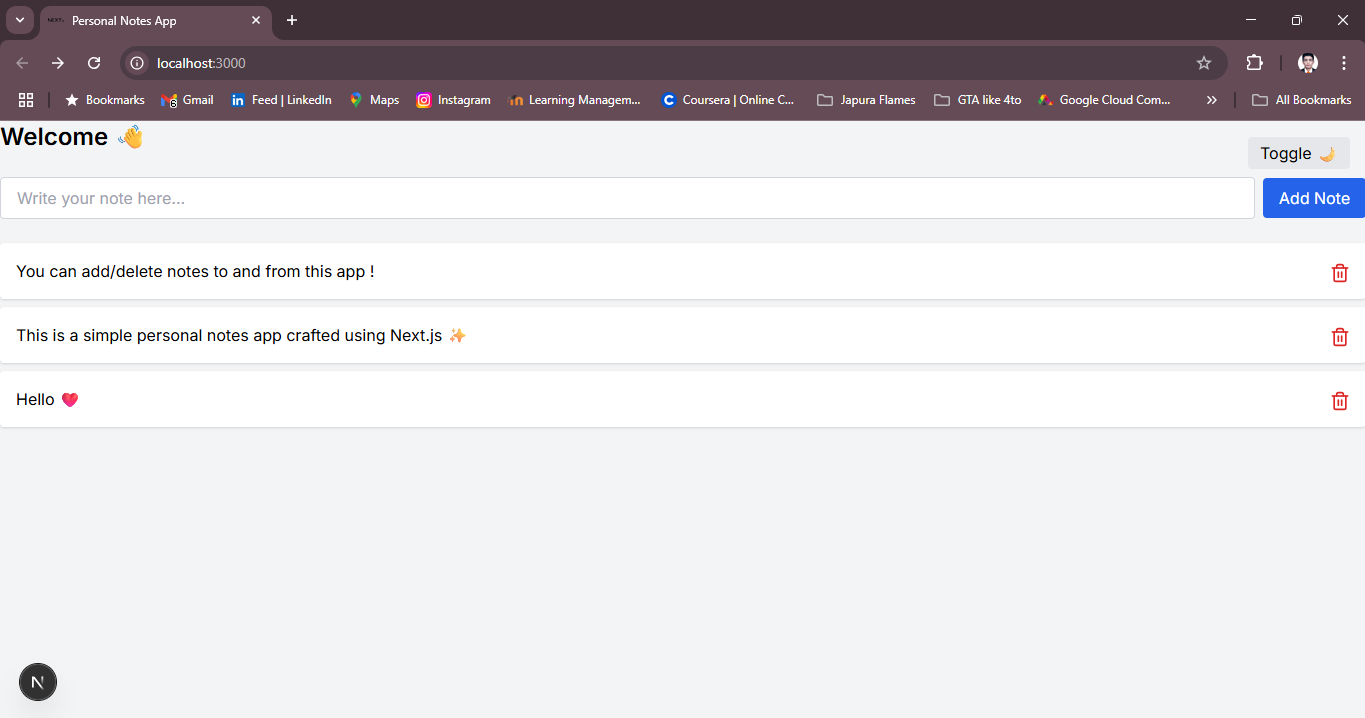 Personal Notes App
localhost:3000
Bookmarks
6
Gmail
in
Feed | LinkedIn
Maps
Instagram
Learning Managem...
C
Coursera | Online C...
Japura Flames
GTA like 4to
Google Cloud Com...
»
All Bookmarks
Welcome 👋
Toggle 🌙
Write your note here...
Add Note
You can add/delete notes to and from this app !
This is a simple personal notes app crafted using Next.js ✨
Hello ❤️
N